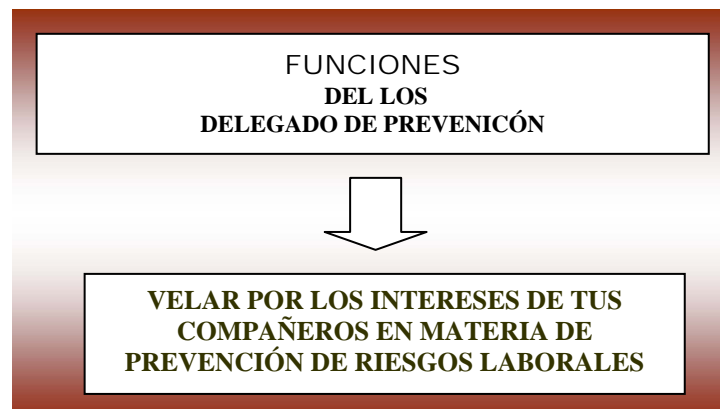 FUNCIONES
DEL LOS
DELEGADO DE PREVENICÓN
VELAR POR LOS INTERESES DE TUS
COMPAÑEROS EN MATERIA DE
PREVENCIÓN DE RIESGOS LABORALES